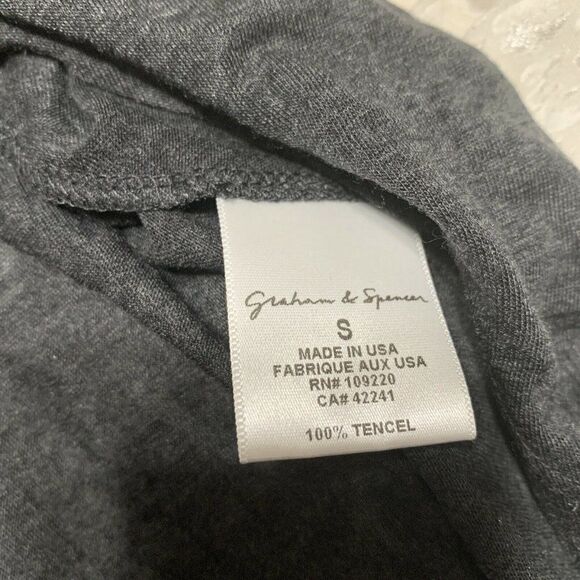 Graham & Spencer
S
MADE IN USA
FABRIQUE AUX USA
RN# 109220
CA# 42241
100% TENCEL